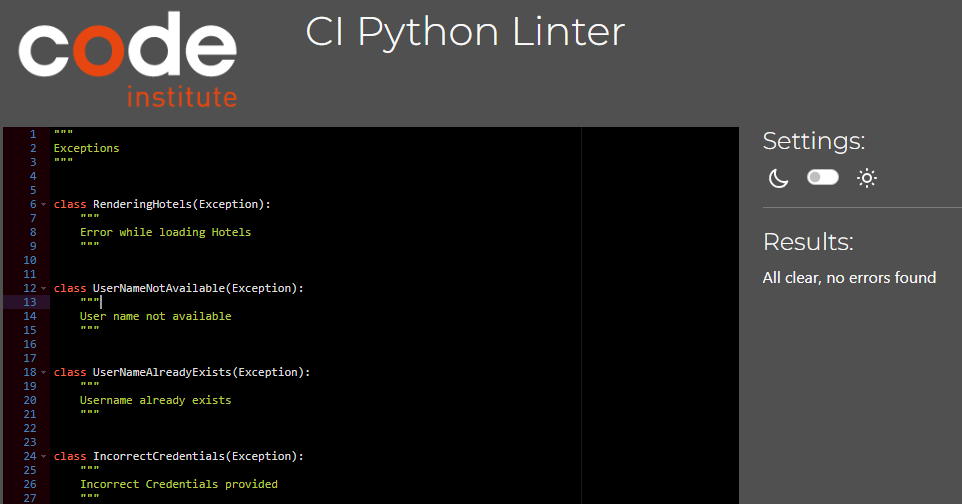 code
institute
CI Python Linter
1 """
2 Exceptions
3 """
4
5
6 class RenderingHotels(Exception):
7     """
8     Error while loading Hotels
9     """
10
11
12 class UserNameNotAvailable(Exception):
13     """
14     User name not available
15     """
16
17
18 class UserNameAlreadyExists(Exception):
19     """
20     Username already exists
21     """
22
23
24 class IncorrectCredentials(Exception):
25     """
26     Incorrect Credentials provided
27     """
Settings:
Results:
All clear, no errors found